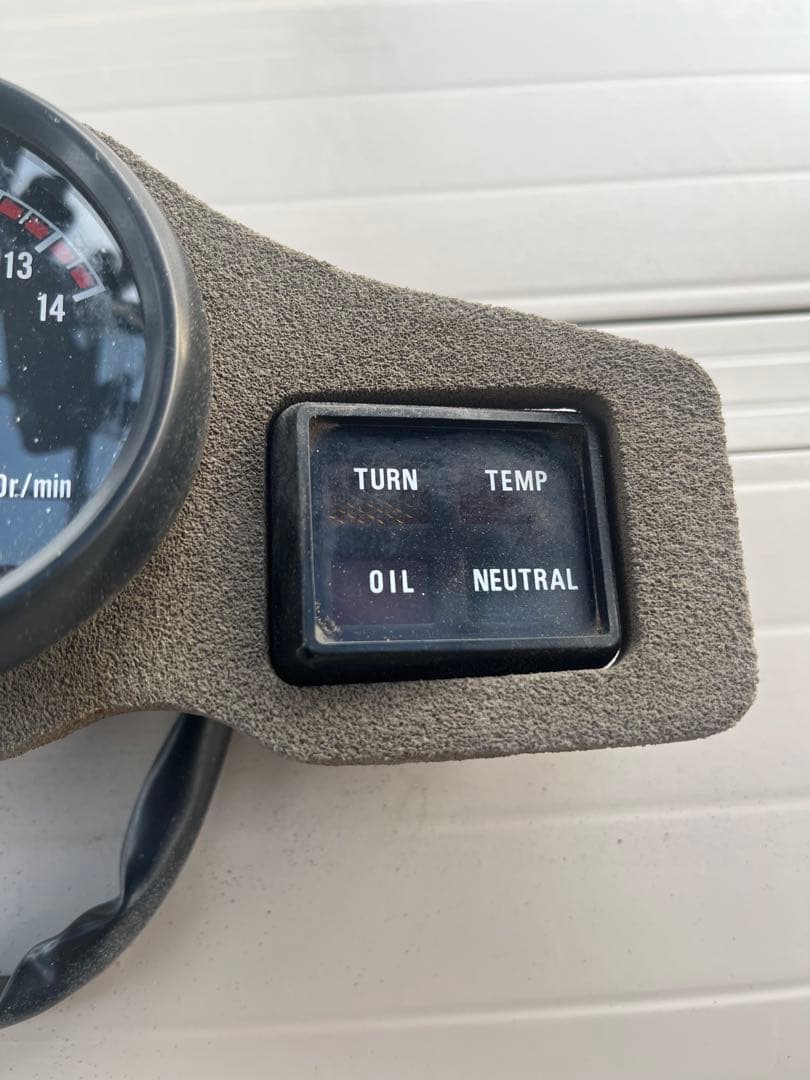 13
14
r/min
TURN TEMP
OIL NEUTRAL